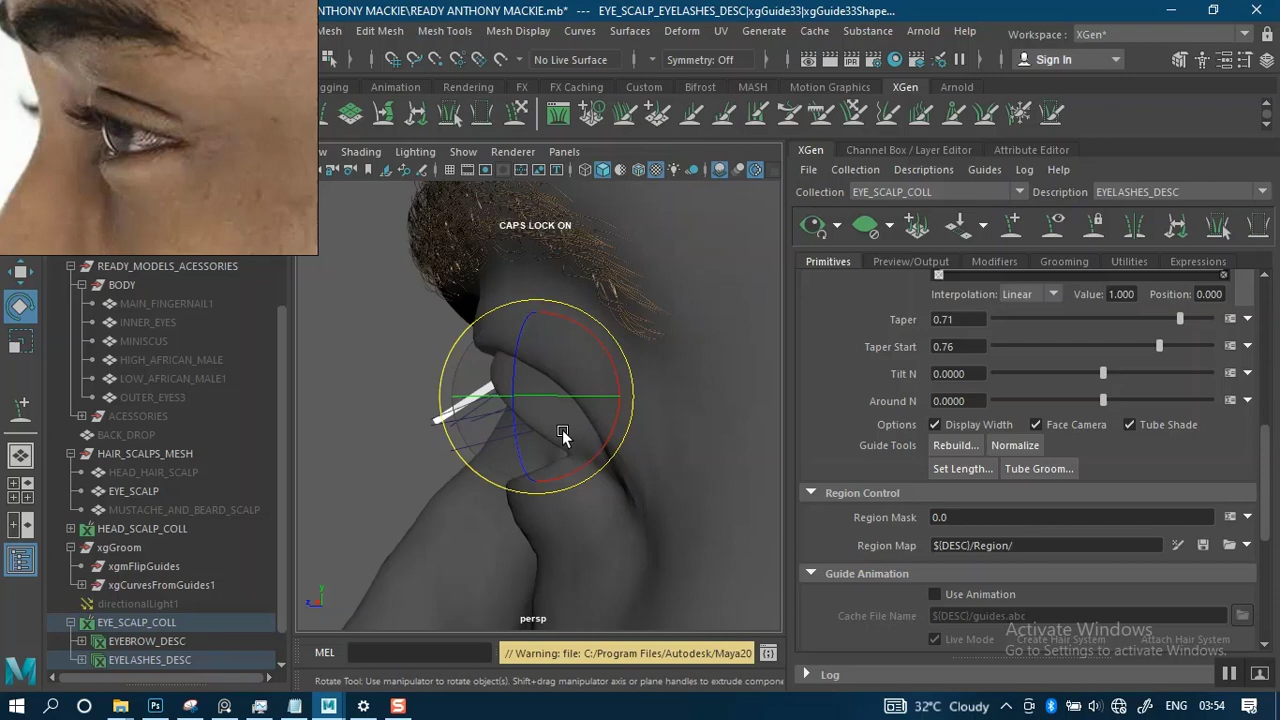 NTHONY MACKIE\READY ANTHONY MACKIE.mb* --- EYE_SCALP_EYELASHES_DESC|xgGuide33|xgGuide33Shape...
Mesh Edit Mesh Mesh Tools Mesh Display Curves Surfaces Deform UV Generate Cache Substance Arnold Help
Workspace : XGen*
No Live Surface
Symmetry: Off
IPR
Sign In
gging Animation Rendering FX FX Caching Custom Bifrost MASH Motion Graphics XGen Arnold
Shading Lighting Show Renderer Panels
XGen Channel Box / Layer Editor Attribute Editor
File Collection Descriptions Guides Log Help
Collection EYE_SCALP_COLL Description EYELASHES_DESC
CAPS LOCK ON
Primitives Preview/Output Modifiers Grooming Utilities Expressions
Interpolation: Linear Value: 1.000 Position: 0.000
Taper 0.71
Taper Start 0.76
Tilt N 0.0000
Around N 0.0000
Options Display Width Face Camera Tube Shade
Guide Tools Rebuild... Normalize
Set Length... Tube Groom...
Region Control
Region Mask 0.0
Region Map ${DESC}/Region/
Guide Animation
Use Animation
Cache File Name ${DESC}/guides.abc
Live Mode Create Hair System Attach Hair System
Log
READY_MODELS_ACESSORIES
BODY
MAIN_FINGERNAIL1
INNER_EYES
MINISCUS
HIGH_AFRICAN_MALE
LOW_AFRICAN_MALE1
OUTER_EYES3
ACESSORIES
BACK_DROP
HAIR_SCALPS_MESH
HEAD_HAIR_SCALP
EYE_SCALP
MUSTACHE_AND_BEARD_SCALP
HEAD_SCALP_COLL
xgGroom
xgmFlipGuides
xgCurvesFromGuides1
directionalLight1
EYE_SCALP_COLL
EYEBROW_DESC
EYELASHES_DESC
y
z
persp
MEL
// Warning: file: C:/Program Files/Autodesk/Maya20
Rotate Tool: Use manipulator to rotate object(s). Shift+drag manipulator axis or plane handles to extrude compone
Activate Windows
Go to Settings to activate Windows.
M
Ps
M
S
32°C Cloudy
03:54